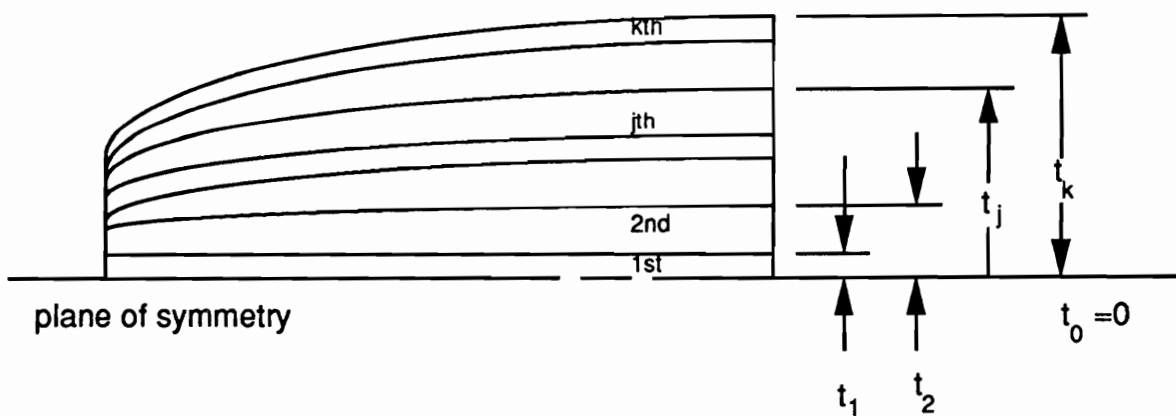 kth
jth
2nd
1st
plane of symmetry
t_k
t_j
t_0 =0
t_1
t_2